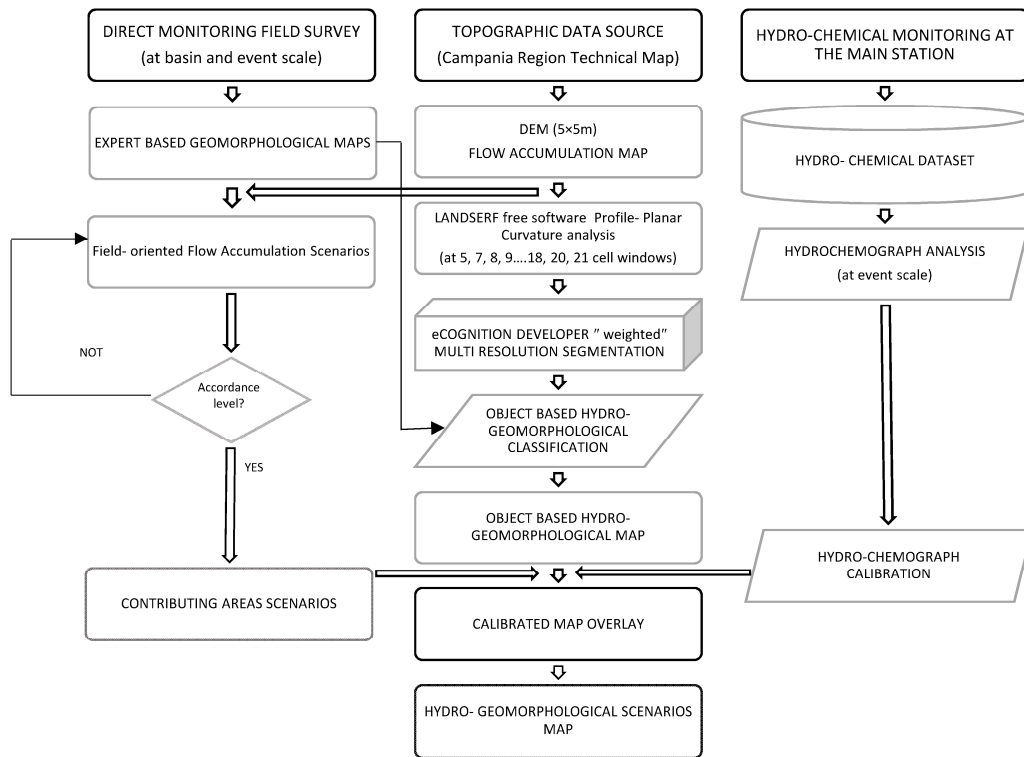 DIRECT MONITORING FIELD SURVEY
(at basin and event scale)
EXPERT BASED GEOMORPHOLOGICAL MAPS
Field- oriented Flow Accumulation Scenarios
NOT
Accordance
level?
YES
CONTRIBUTING AREAS SCENARIOS
TOPOGRAPHIC DATA SOURCE
(Campania Region Technical Map)
DEM (5×5m)
FLOW ACCUMULATION MAP
LANDSERF free software Profile- Planar
Curvature analysis
(at 5, 7, 8, 9....18, 20, 21 cell windows)
eCOGNITION DEVELOPER " weighted"
MULTI RESOLUTION SEGMENTATION
OBJECT BASED HYDRO-
GEOMORPHOLOGICAL
CLASSIFICATION
OBJECT BASED HYDRO-
GEOMORPHOLOGICAL MAP
CALIBRATED MAP OVERLAY
HYDRO- GEOMORPHOLOGICAL SCENARIOS
MAP
HYDRO-CHEMICAL MONITORING AT
THE MAIN STATION
HYDRO- CHEMICAL DATASET
HYDROCHEMOGRAPH ANALYSIS
(at event scale)
HYDRO-CHEMOGRAPH
CALIBRATION